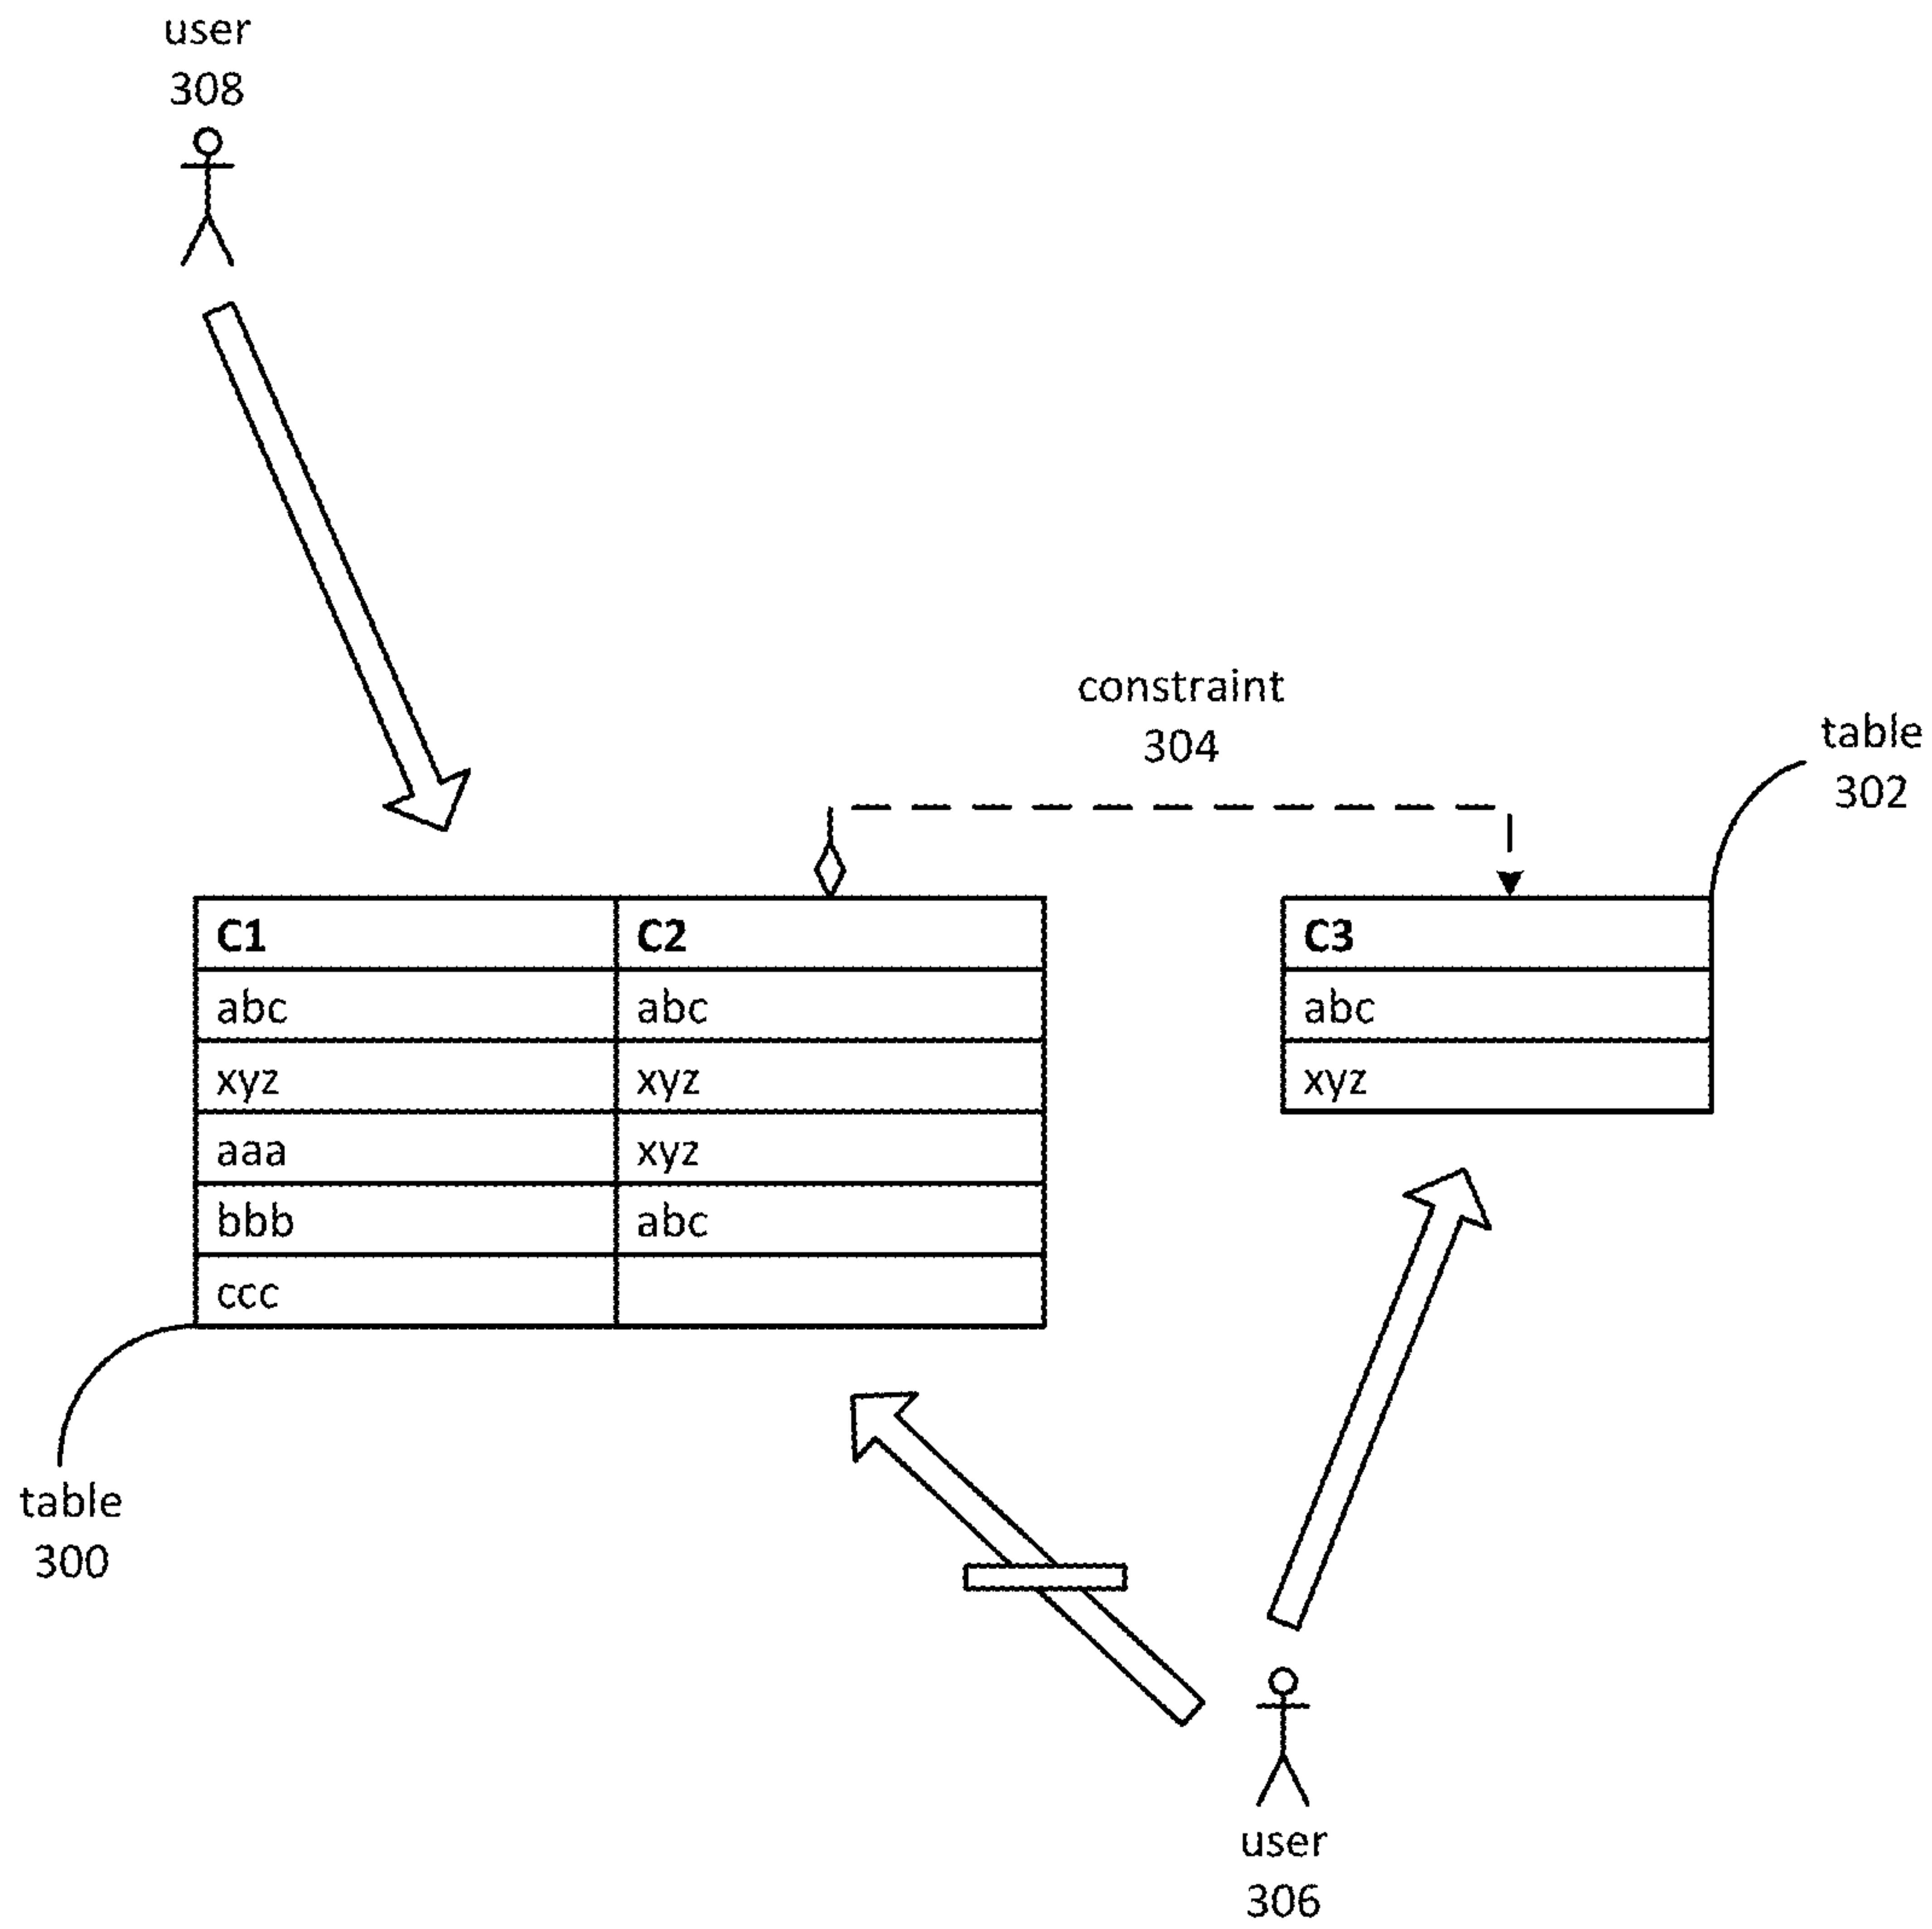 user
308
constraint
304
table
302
C1 C2
abc abc
xyz xyz
aaa xyz
bbb abc
ccc
C3
abc
xyz
table
300
user
306